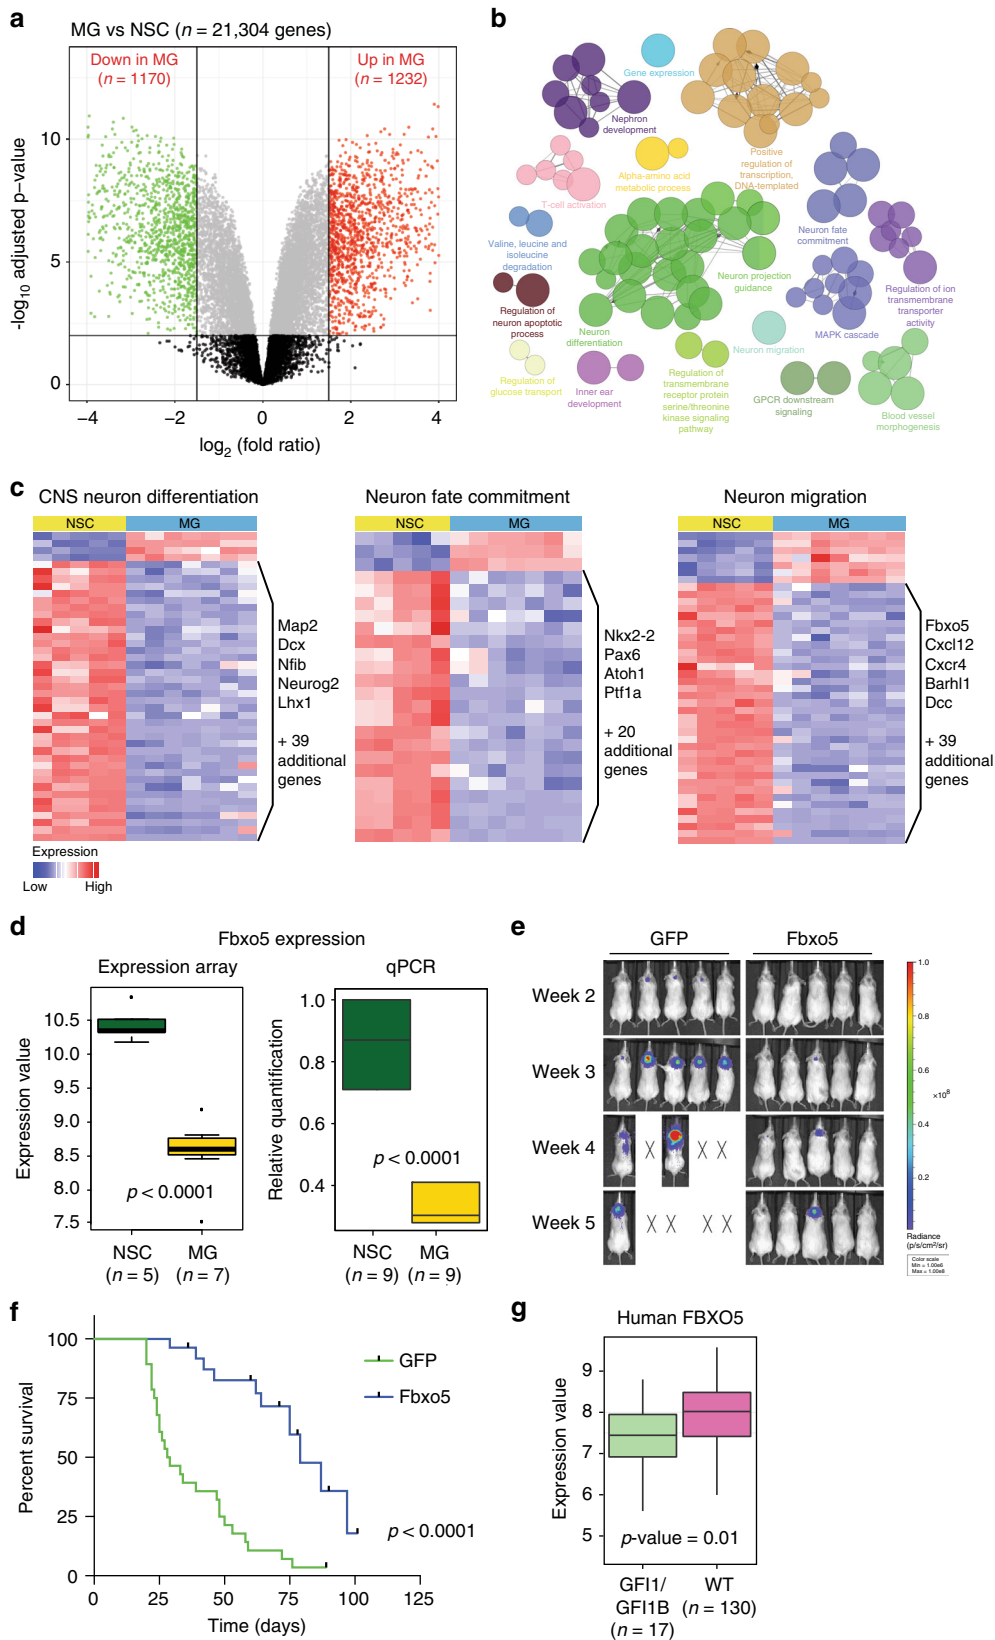 a
MG vs NSC (n = 21,304 genes)
Down in MG
(n = 1170)
Up in MG
(n = 1232)
10
5
0
-log10 adjusted p-value
−4
−2
0
2
4
log2 (fold ratio)
b
Gene expression
Nephron
development
Positive
regulation of
transcription,
DNA-templated
Alpha-amino acid
metabolic process
T-cell activation
Valine, leucine and
isoleucine
degradation
Neuron fate
commitment
Neuron projection
guidance
Regulation of ion
transmembrane
transporter
activity
Regulation of
neuron apoptotic
process
Neuron
differentiation
Neuron migration
MAPK cascade
Regulation of
glucose transport
Inner ear
development
Regulation of
transmembrane
receptor protein
serine/threonine
kinase signaling
pathway
GPCR downstream
signaling
Blood vessel
morphogenesis
c
CNS neuron differentiation
NSC
MG
Map2
Dcx
Nfib
Neurog2
Lhx1
+ 39
additional
genes
Neuron fate commitment
NSC
MG
Nkx2-2
Pax6
Atoh1
Ptf1a
+ 20
additional
genes
Neuron migration
NSC
MG
Fbxo5
Cxcl12
Cxcr4
Barhl1
Dcc
+ 39
additional
genes
Expression
Low
High
d
Fbxo5 expression
Expression array
Expression value
10.5
10.0
9.5
9.0
8.5
8.0
7.5
p < 0.0001
NSC
(n = 5)
MG
(n = 7)
qPCR
Relative quantification
1.0
0.8
0.6
0.4
p < 0.0001
NSC
(n = 9)
MG
(n = 9)
e
GFP
Fbxo5
Week 2
Week 3
Week 4
Week 5
1.0
0.8
0.6
×10⁸
0.4
0.2
Radiance
(p/s/cm²/sr)
Color scale
Min = 1.00e6
Max = 1.00e8
f
Percent survival
100
75
50
25
0
GFP
Fbxo5
p < 0.0001
0
25
50
75
100
125
Time (days)
g
Human FBXO5
Expression value
9
8
7
6
5
p-value = 0.01
GFI1/
GFI1B
(n = 17)
WT
(n = 130)